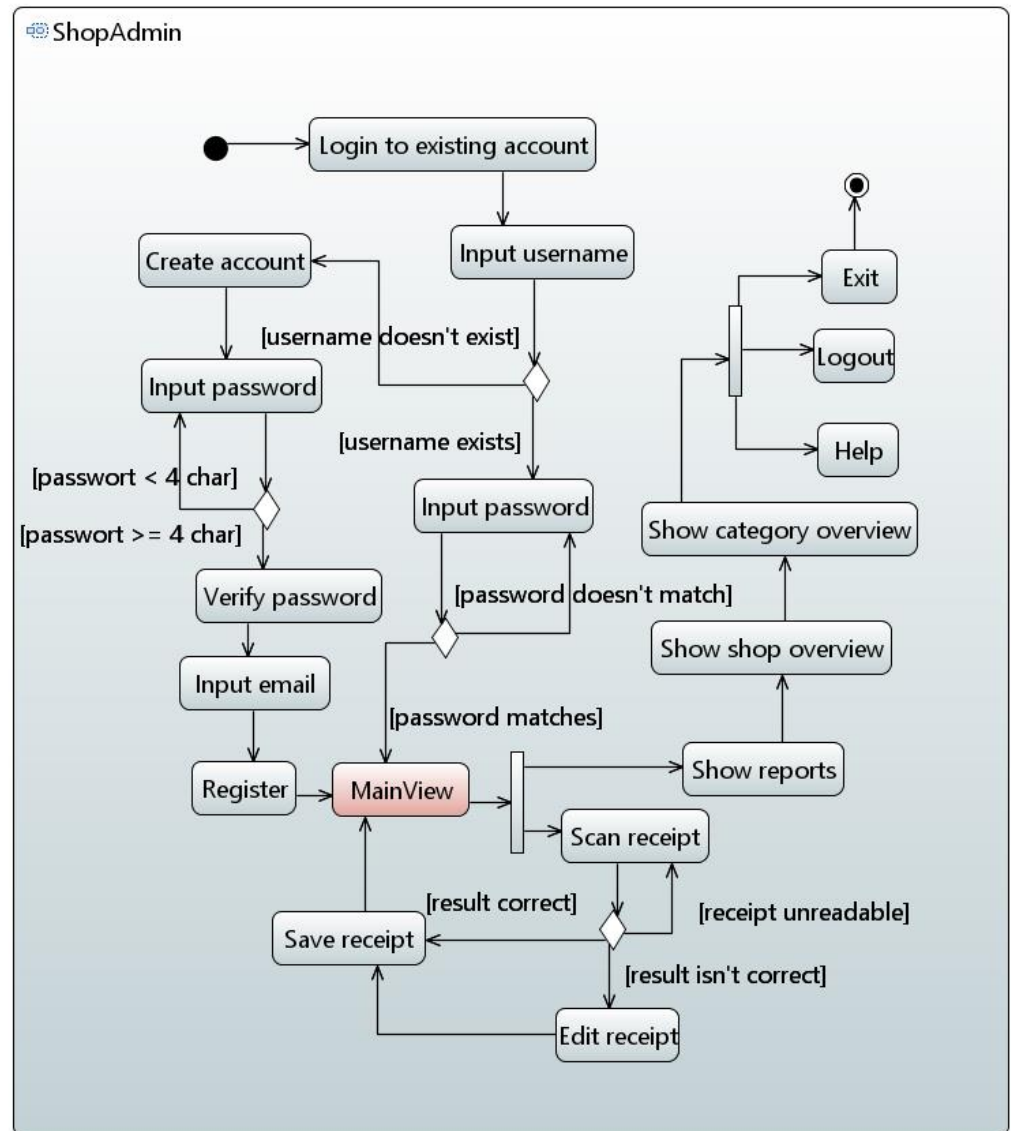 ShopAdmin
Login to existing account
Input username
Create account
Exit
[username doesn't exist]
Logout
Input password
[username exists]
Help
[passwort < 4 char]
Input password
Show category overview
[passwort >= 4 char]
Verify password
[password doesn't match]
Show shop overview
Input email
[password matches]
Show reports
Register
MainView
Scan receipt
[result correct]
[receipt unreadable]
Save receipt
[result isn't correct]
Edit receipt